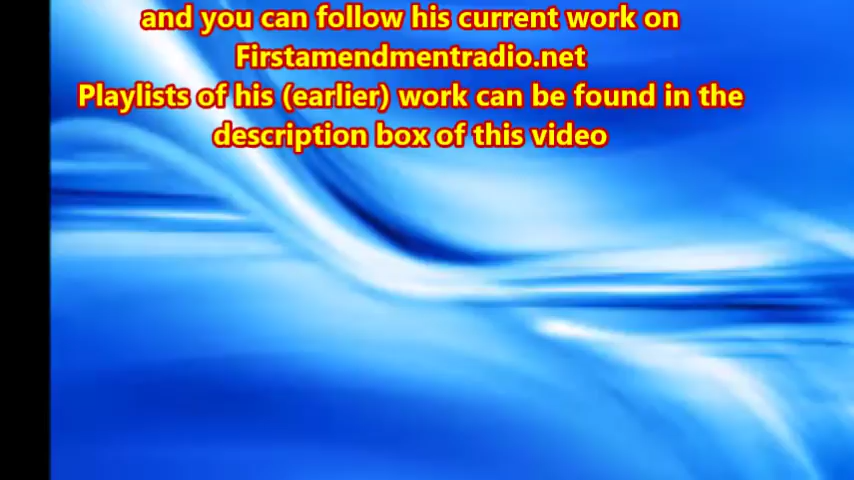 and you can follow his current work on
Firstamendmentradio.net
Playlists of his (earlier) work can be found in the
description box of this video